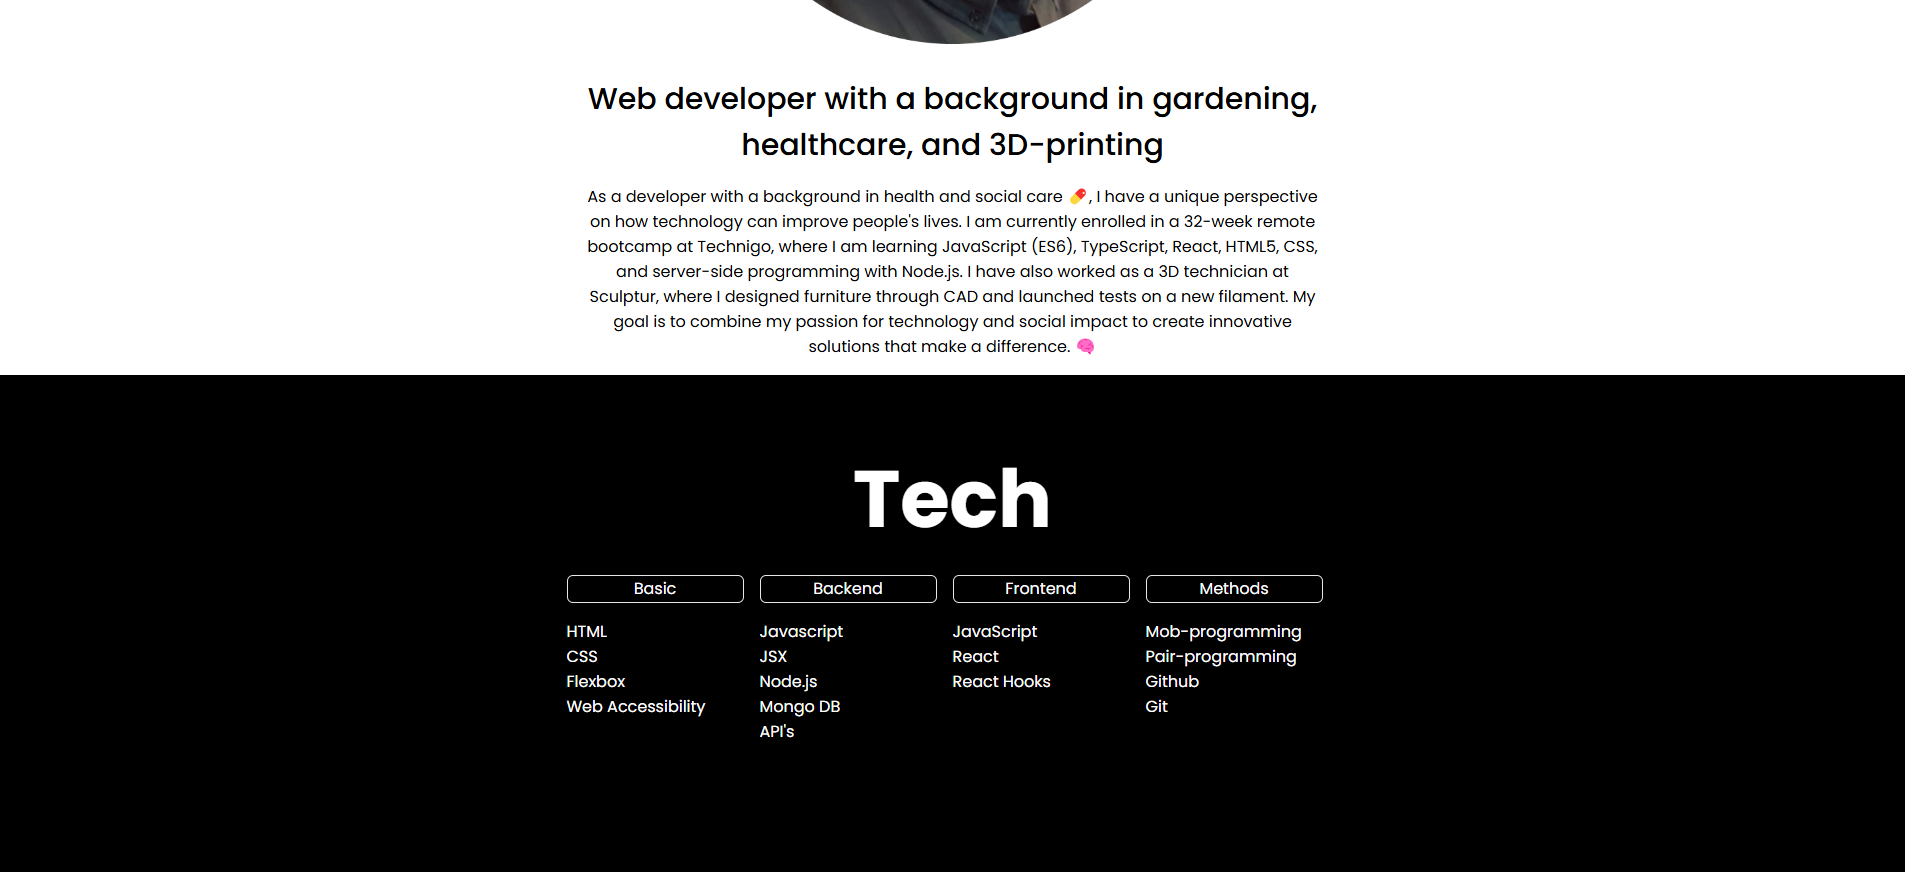 Web developer with a background in gardening,
healthcare, and 3D-printing
As a developer with a background in health and social care 💊, I have a unique perspective
on how technology can improve people's lives. I am currently enrolled in a 32-week remote
bootcamp at Technigo, where I am learning JavaScript (ES6), TypeScript, React, HTML5, CSS,
and server-side programming with Node.js. I have also worked as a 3D technician at
Sculptur, where I designed furniture through CAD and launched tests on a new filament. My
goal is to combine my passion for technology and social impact to create innovative
solutions that make a difference. 🧠
Tech
Basic
HTML
CSS
Flexbox
Web Accessibility
Backend
Javascript
JSX
Node.js
Mongo DB
API's
Frontend
JavaScript
React
React Hooks
Methods
Mob-programming
Pair-programming
Github
Git